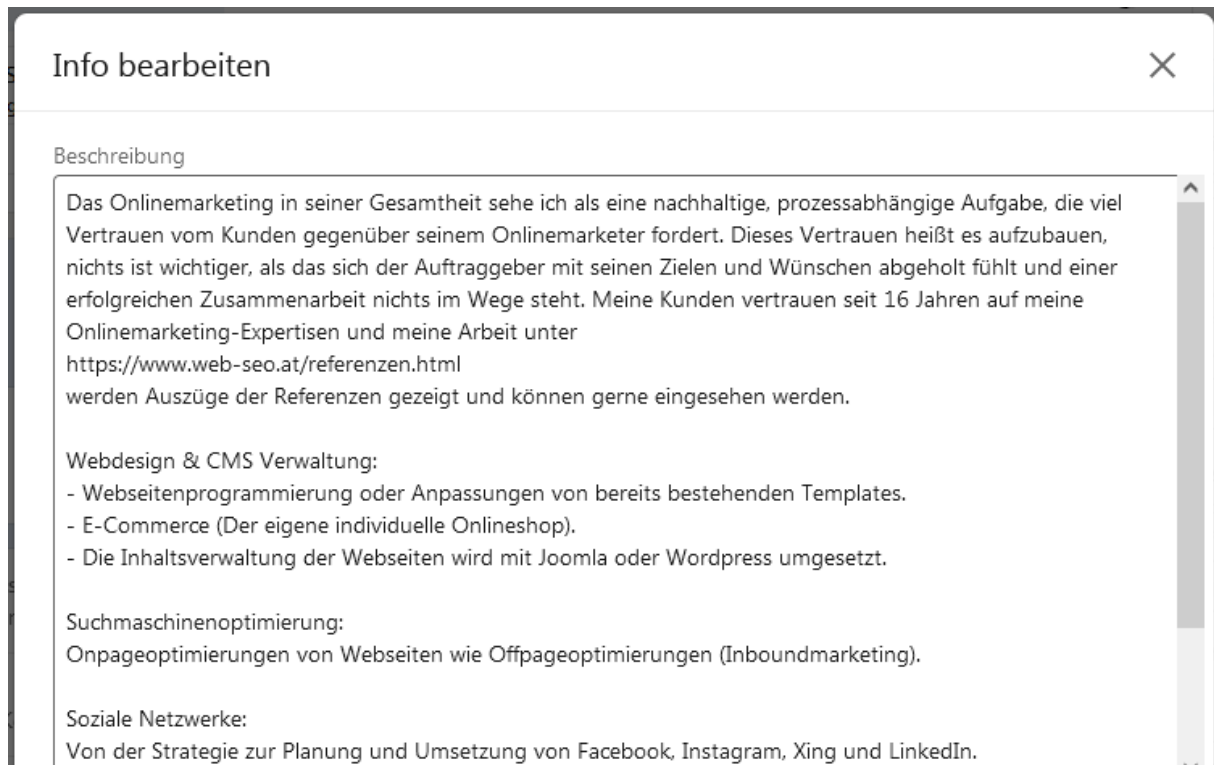 Info bearbeiten
Beschreibung
Das Onlinemarketing in seiner Gesamtheit sehe ich als eine nachhaltige, prozessabhängige Aufgabe, die viel
Vertrauen vom Kunden gegenüber seinem Onlinemarketer fordert. Dieses Vertrauen heißt es aufzubauen,
nichts ist wichtiger, als das sich der Auftraggeber mit seinen Zielen und Wünschen abgeholt fühlt und einer
erfolgreichen Zusammenarbeit nichts im Wege steht. Meine Kunden vertrauen seit 16 Jahren auf meine
Onlinemarketing-Expertisen und meine Arbeit unter
https://www.web-seo.at/referenzen.html
werden Auszüge der Referenzen gezeigt und können gerne eingesehen werden.
Webdesign & CMS Verwaltung:
- Webseitenprogrammierung oder Anpassungen von bereits bestehenden Templates.
- E-Commerce (Der eigene individuelle Onlineshop).
- Die Inhaltsverwaltung der Webseiten wird mit Joomla oder Wordpress umgesetzt.
Suchmaschinenoptimierung:
Onpageoptimierungen von Webseiten wie Offpageoptimierungen (Inboundmarketing).
Soziale Netzwerke:
Von der Strategie zur Planung und Umsetzung von Facebook, Instagram, Xing und LinkedIn.